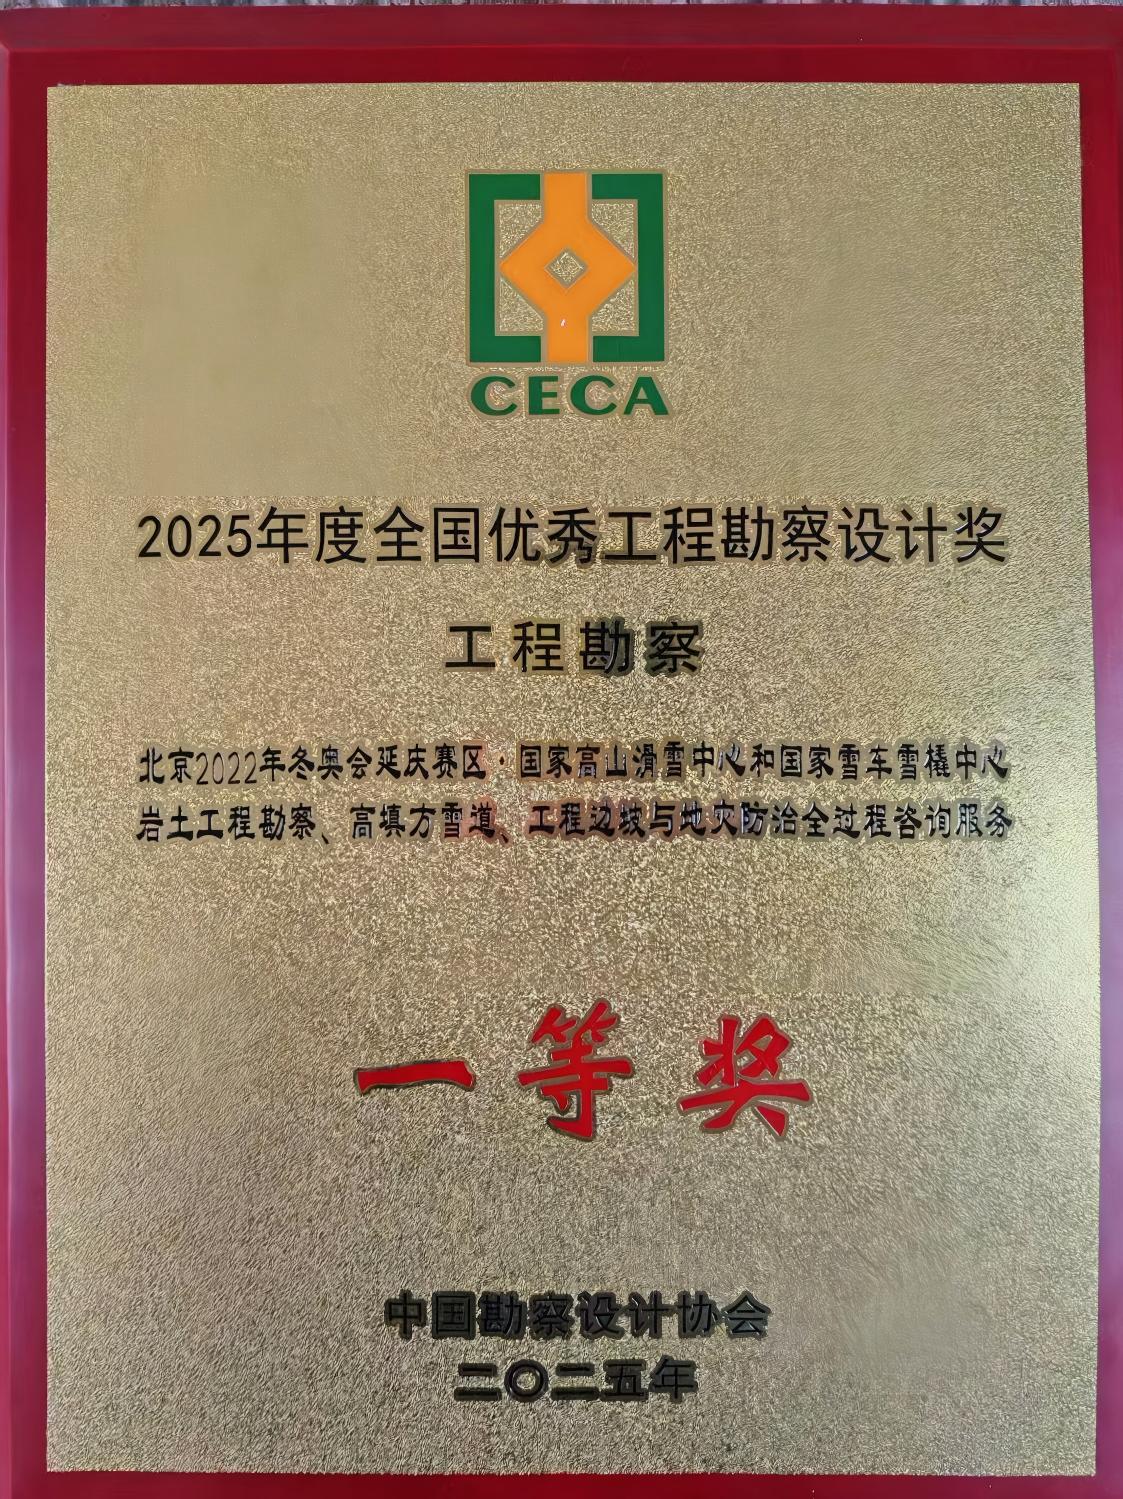 CECA
2025年度全国优秀工程勘察设计奖
工程勘察
北京2022年冬奥会延庆赛区·国家高山滑雪中心和国家雪车雪橇中心
岩土工程勘察、高填方雪道、工程边坡与地灾防治全过程咨询服务
一等奖
中国勘察设计协会
二〇二五年